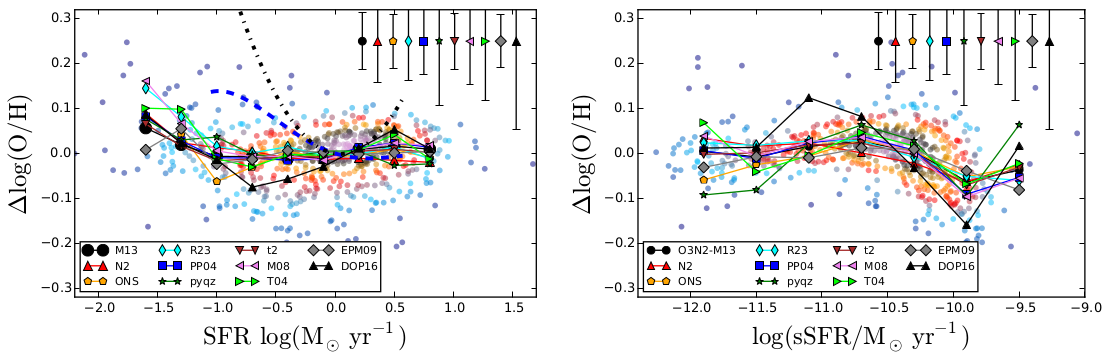 0.3
0.2
0.1
0.0
−0.1
−0.2
−0.3
Δlog(O/H)
M13 R23 t2 EPM09
N2 PP04 M08 DOP16
ONS pyqz T04
−2.0 −1.5 −1.0 −0.5 0.0 0.5 1.0 1.5
SFR log(M⊙ yr⁻¹)
0.3
0.2
0.1
0.0
−0.1
−0.2
−0.3
Δlog(O/H)
O3N2-M13 R23 t2 EPM09
N2 PP04 M08 DOP16
ONS pyqz T04
−12.0 −11.5 −11.0 −10.5 −10.0 −9.5 −9.0
log(sSFR/M⊙ yr⁻¹)